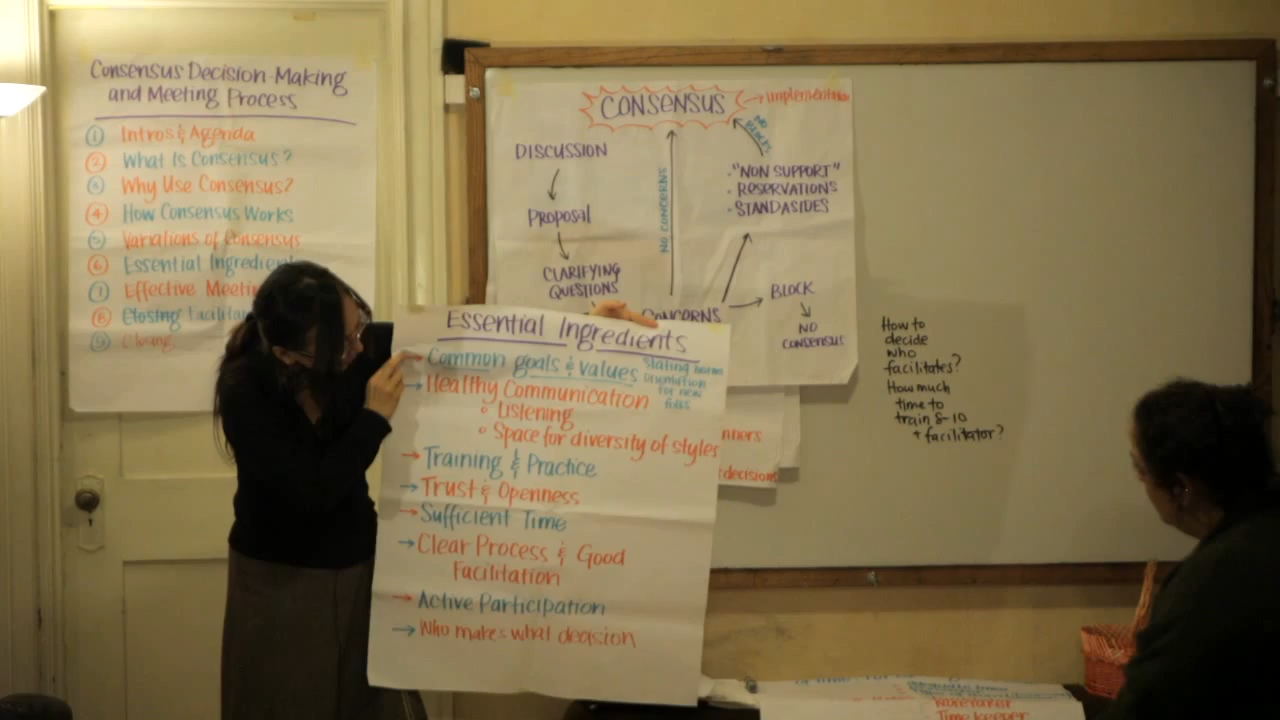 Consensus Decision-Making
and Meeting Process
1 Intros & Agenda
2 What Is Consensus?
3 Why Use Consensus?
4 How Consensus Works
5 Variations of Consensus
6 Essential
7 Effective
8 Closing
9 Closing
CONSENSUS → Implementation
DISCUSSION
PROPOSAL
CLARIFYING
QUESTIONS
CONCERNS
NO CONCERNS
NO BLOCKS
• "NON SUPPORT"
• RESERVATIONS
• STANDASIDES
BLOCK
NO
CONSENSUS
Essential Ingredients
→ Common goals & values
Stating
orientation
for new
folks
→ Healthy Communication
° Listening
° Space for diversity of styles
→ Training & Practice
→ Trust & Openness
→ Sufficient Time
→ Clear Process & Good
Facilitation
→ Active Participation
→ Who makes what decision
decisions
How to
decide
who
facilitates?
How much
time to
train 8-10
+ facilitator?
Time keeper